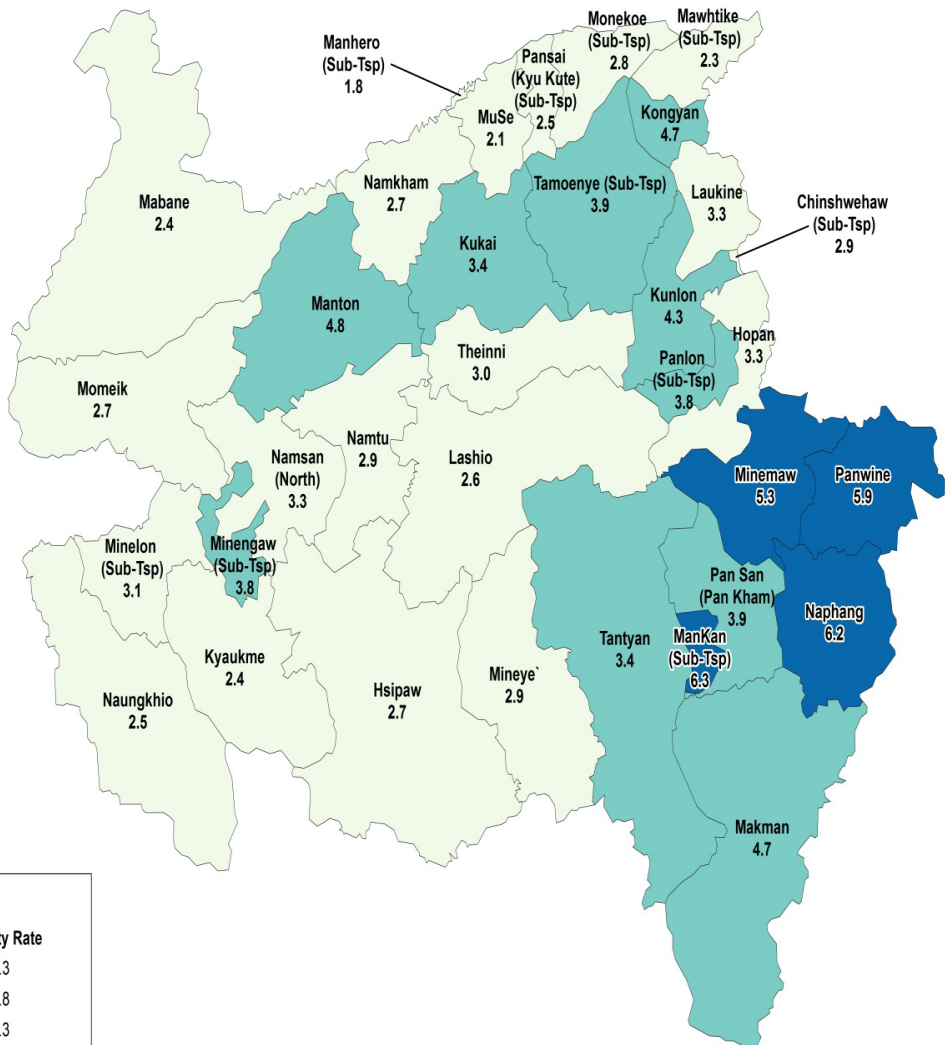 Monekoe
(Sub-Tsp)
2.8
Mawhtike
(Sub-Tsp)
2.3
Manhero
(Sub-Tsp)
1.8
Pansai
(Kyu Kute)
(Sub-Tsp)
2.5
MuSe
2.1
Kongyan
4.7
Namkham
2.7
Tamoenye (Sub-Tsp)
3.9
Laukine
3.3
Chinshwehaw
(Sub-Tsp)
2.9
Mabane
2.4
Kukai
3.4
Manton
4.8
Kunlon
4.3
Hopan
3.3
Theinni
3.0
Panlon
(Sub-Tsp)
3.8
Momeik
2.7
Namtu
2.9
Namsan
(North)
3.3
Lashio
2.6
Minemaw
5.3
Panwine
5.9
Minelon
(Sub-Tsp)
3.1
Minengaw
(Sub-Tsp)
3.8
Pan San
(Pan Kham)
3.9
Naphang
6.2
ManKan
(Sub-Tsp)
6.3
Tantyan
3.4
Kyaukme
2.4
Naungkhio
2.5
Hsipaw
2.7
Mineye`
2.9
Makman
4.7
ty Rate
.3
.8
.3